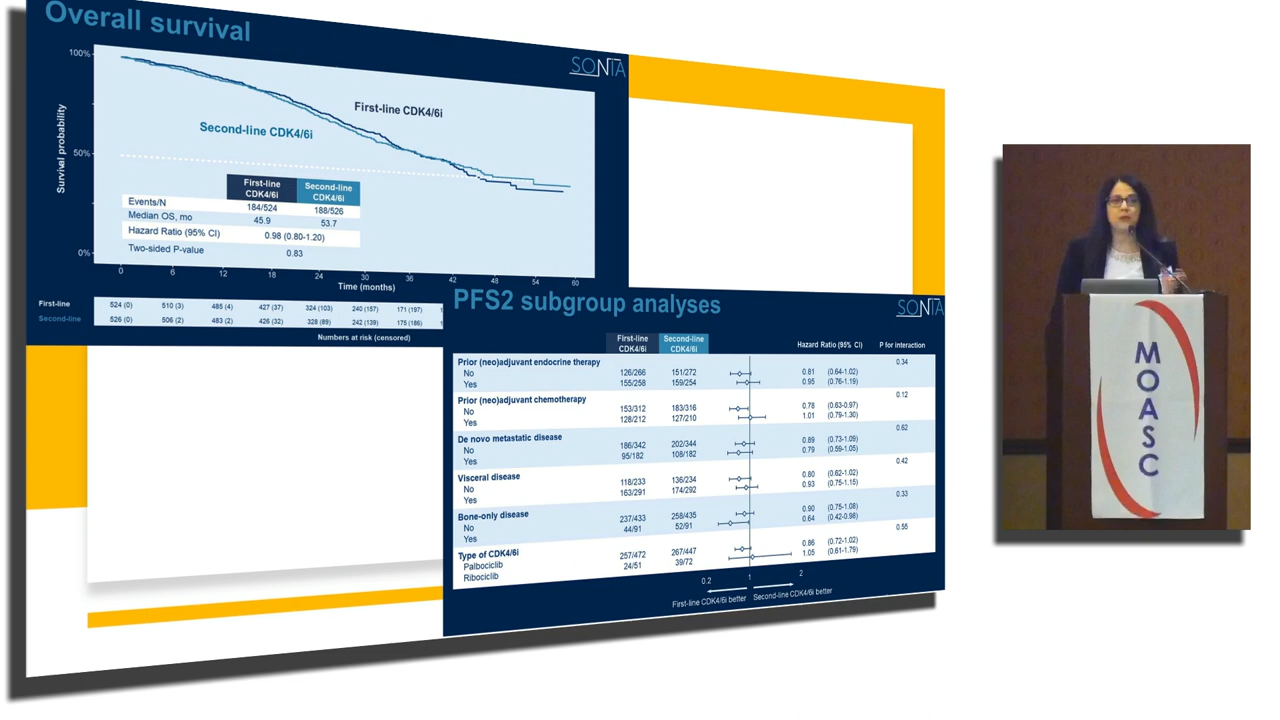 Overall survival
SONIA
100%
50%
0%
Survival probability
First-line CDK4/6i
Second-line CDK4/6i
First-line CDK4/6i Second-line CDK4/6i
Events/N 184/524 188/526
Median OS, mo 45.9 53.7
Hazard Ratio (95% CI) 0.98 (0.80-1.20)
Two-sided P-value 0.83
0 6 12 18 24 30 36 42 48 54 60
Time (months)
First-line 524 (0) 510 (3) 485 (4) 427 (37) 324 (103) 240 (157) 171 (197) 1
Second-line 526 (0) 506 (2) 483 (2) 426 (32) 328 (89) 242 (139) 175 (186) 1
Numbers at risk (censored)
PFS2 subgroup analyses
SONIA
First-line CDK4/6i Second-line CDK4/6i Hazard Ratio (95% CI) P for interaction
Prior (neo)adjuvant endocrine therapy 0.34
No 126/266 151/272 0.81 (0.64-1.02)
Yes 155/258 159/254 0.95 (0.76-1.19)
Prior (neo)adjuvant chemotherapy 0.12
No 153/312 183/316 0.78 (0.63-0.97)
Yes 128/212 127/210 1.01 (0.79-1.30)
De novo metastatic disease 0.62
No 186/342 202/344 0.89 (0.73-1.09)
Yes 95/182 108/182 0.79 (0.59-1.05)
Visceral disease 0.42
No 118/233 136/234 0.80 (0.62-1.02)
Yes 163/291 174/292 0.93 (0.75-1.15)
Bone-only disease 0.33
No 237/433 258/435 0.90 (0.75-1.08)
Yes 44/91 52/91 0.64 (0.42-0.98)
Type of CDK4/6i 0.55
Palbociclib 257/472 267/447 0.86 (0.72-1.02)
Ribociclib 24/51 39/72 1.05 (0.61-1.79)
0.2 1 2
First-line CDK4/6i better Second-line CDK4/6i better
MOASC